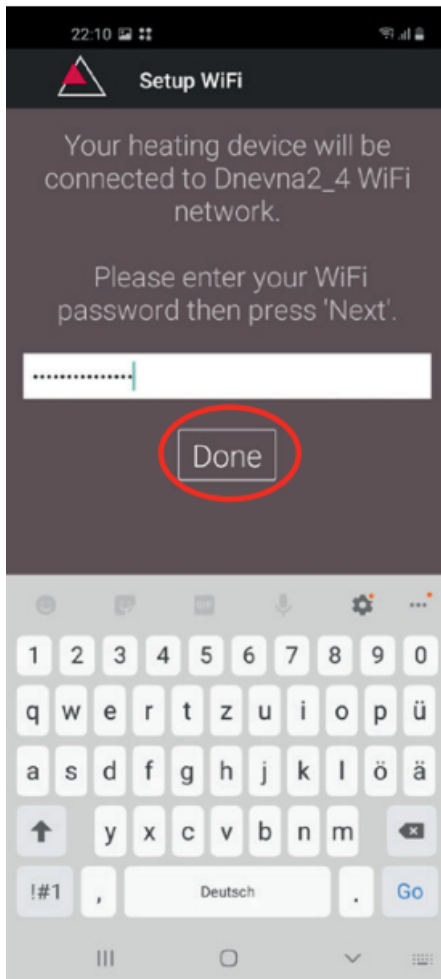 22:10
Setup WiFi
Your heating device will be
connected to Dnevna2_4 WiFi
network.
Please enter your WiFi
password then press 'Next'.
•••••••••••••••
Done
1 2 3 4 5 6 7 8 9 0
q w e r t z u i o p ü
a s d f g h j k l ö ä
y x c v b n m
!#1 , Deutsch . Go